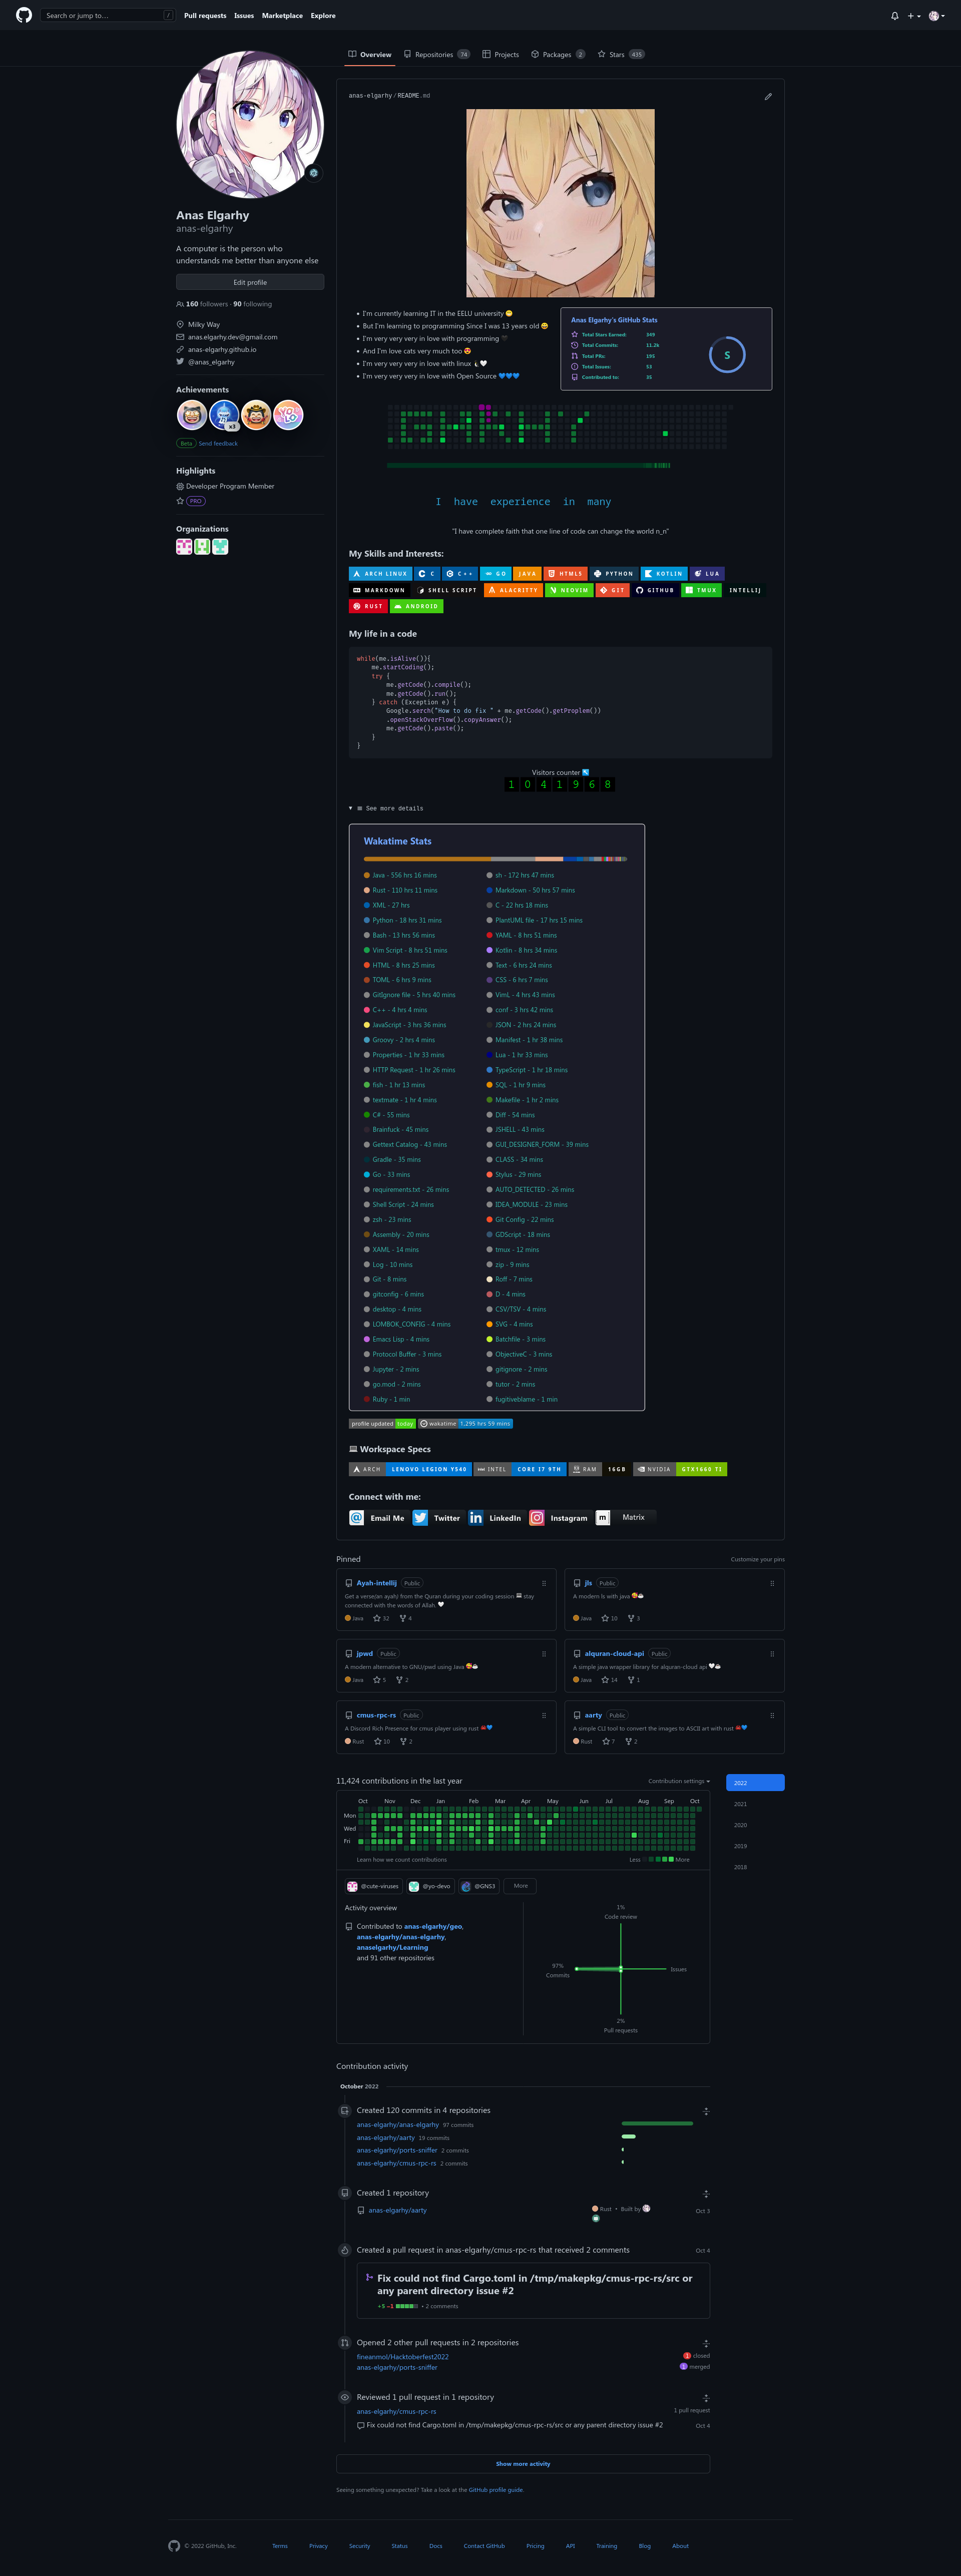 Search or jump to…
/
Pull requests Issues Marketplace Explore
Overview Repositories 74 Projects Packages 2 Stars 435
Anas Elgarhy
anas-elgarhy
A computer is the person who
understands me better than anyone else
Edit profile
160 followers · 90 following
Milky Way
anas.elgarhy.dev@gmail.com
anas-elgarhy.github.io
@anas_elgarhy
Achievements
x3
YOLO
Beta Send feedback
Highlights
Developer Program Member
PRO
Organizations
anas-elgarhy/README.md
• I'm currently learning IT in the EELU university 😁
• But I'm learning to programming Since I was 13 years old 😄
• I'm very very very in love with programming 🖤
• And I'm love cats very much too 😍
• I'm very very very in love with linux 🐧🤍
• I'm very very very in love with Open Source 💙💙💙
Anas Elgarhy's GitHub Stats
Total Stars Earned: 349
Total Commits: 11.2k
Total PRs: 195
Total Issues: 53
Contributed to: 35
S
GARHY
I have experience in many
"I have complete faith that one line of code can change the world n_n"
My Skills and Interests:
ARCH LINUX C C++ GO JAVA HTML5 PYTHON KOTLIN LUA
MARKDOWN SHELL SCRIPT ALACRITTY NEOVIM GIT GITHUB TMUX INTELLIJ
RUST ANDROID
My life in a code
while(me.isAlive()){
me.startCoding();
try {
me.getCode().compile();
me.getCode().run();
} catch (Exception e) {
Google.serch("How to do fix " + me.getCode().getProplem())
.openStackOverFlow().copyAnswer();
me.getCode().paste();
}
}
Visitors counter
1 0 4 1 9 6 8
▼ See more details
Wakatime Stats
Java - 556 hrs 16 mins sh - 172 hrs 47 mins
Rust - 110 hrs 11 mins Markdown - 50 hrs 57 mins
XML - 27 hrs C - 22 hrs 18 mins
Python - 18 hrs 31 mins PlantUML file - 17 hrs 15 mins
Bash - 13 hrs 56 mins YAML - 8 hrs 51 mins
Vim Script - 8 hrs 51 mins Kotlin - 8 hrs 34 mins
HTML - 8 hrs 25 mins Text - 6 hrs 24 mins
TOML - 6 hrs 9 mins CSS - 6 hrs 7 mins
GitIgnore file - 5 hrs 40 mins VimL - 4 hrs 43 mins
C++ - 4 hrs 4 mins conf - 3 hrs 42 mins
JavaScript - 3 hrs 36 mins JSON - 2 hrs 24 mins
Groovy - 2 hrs 4 mins Manifest - 1 hr 38 mins
Properties - 1 hr 33 mins Lua - 1 hr 33 mins
HTTP Request - 1 hr 26 mins TypeScript - 1 hr 18 mins
fish - 1 hr 13 mins SQL - 1 hr 9 mins
textmate - 1 hr 4 mins Makefile - 1 hr 2 mins
C# - 55 mins Diff - 54 mins
Brainfuck - 45 mins JSHELL - 43 mins
Gettext Catalog - 43 mins GUI_DESIGNER_FORM - 39 mins
Gradle - 35 mins CLASS - 34 mins
Go - 33 mins Stylus - 29 mins
requirements.txt - 26 mins AUTO_DETECTED - 26 mins
Shell Script - 24 mins IDEA_MODULE - 23 mins
zsh - 23 mins Git Config - 22 mins
Assembly - 20 mins GDScript - 18 mins
XAML - 14 mins tmux - 12 mins
Log - 10 mins zip - 9 mins
Git - 8 mins Roff - 7 mins
gitconfig - 6 mins D - 4 mins
desktop - 4 mins CSV/TSV - 4 mins
LOMBOK_CONFIG - 4 mins SVG - 4 mins
Emacs Lisp - 4 mins Batchfile - 3 mins
Protocol Buffer - 3 mins ObjectiveC - 3 mins
Jupyter - 2 mins gitignore - 2 mins
go.mod - 2 mins tutor - 2 mins
Ruby - 1 min fugitiveblame - 1 min
profile updated today wakatime 1,295 hrs 59 mins
Workspace Specs
ARCH LENOVO LEGION Y540 INTEL CORE I7 9TH RAM 16GB NVIDIA GTX1660 TI
Connect with me:
Email Me Twitter LinkedIn Instagram Matrix
Pinned Customize your pins
Ayah-intellij Public
Get a verse(an ayah) from the Quran during your coding session stay
connected with the words of Allah. 🤍
Java 32 4
jls Public
A modern ls with java
Java 10 3
jpwd Public
A modern alternative to GNU/pwd using Java
Java 5 2
alquran-cloud-api Public
A simple java wrapper library for alquran-cloud api
Java 14 1
cmus-rpc-rs Public
A Discord Rich Presence for cmus player using rust
Rust 10 2
aarty Public
A simple CLI tool to convert the images to ASCII art with rust
Rust 7 2
11,424 contributions in the last year Contribution settings
2022
2021
2020
2019
2018
Oct Nov Dec Jan Feb Mar Apr May Jun Jul Aug Sep Oct
Mon
Wed
Fri
Learn how we count contributions Less More
@cute-viruses @yo-devo @GNS3 More
Activity overview
Contributed to anas-elgarhy/geo,
anas-elgarhy/anas-elgarhy,
anaselgarhy/Learning
and 91 other repositories
1%
Code review
97%
Commits
Issues
2%
Pull requests
Contribution activity
October 2022
Created 120 commits in 4 repositories
anas-elgarhy/anas-elgarhy 97 commits
anas-elgarhy/aarty 19 commits
anas-elgarhy/ports-sniffer 2 commits
anas-elgarhy/cmus-rpc-rs 2 commits
Created 1 repository
anas-elgarhy/aarty Rust • Built by Oct 3
Created a pull request in anas-elgarhy/cmus-rpc-rs that received 2 comments Oct 4
Fix could not find Cargo.toml in /tmp/makepkg/cmus-rpc-rs/src or
any parent directory issue #2
+5 −1 • 2 comments
Opened 2 other pull requests in 2 repositories
fineanmol/Hacktoberfest2022 1 closed
anas-elgarhy/ports-sniffer 1 merged
Reviewed 1 pull request in 1 repository
anas-elgarhy/cmus-rpc-rs 1 pull request
Fix could not find Cargo.toml in /tmp/makepkg/cmus-rpc-rs/src or any parent directory issue #2 Oct 4
Show more activity
Seeing something unexpected? Take a look at the GitHub profile guide.
© 2022 GitHub, Inc. Terms Privacy Security Status Docs Contact GitHub Pricing API Training Blog About